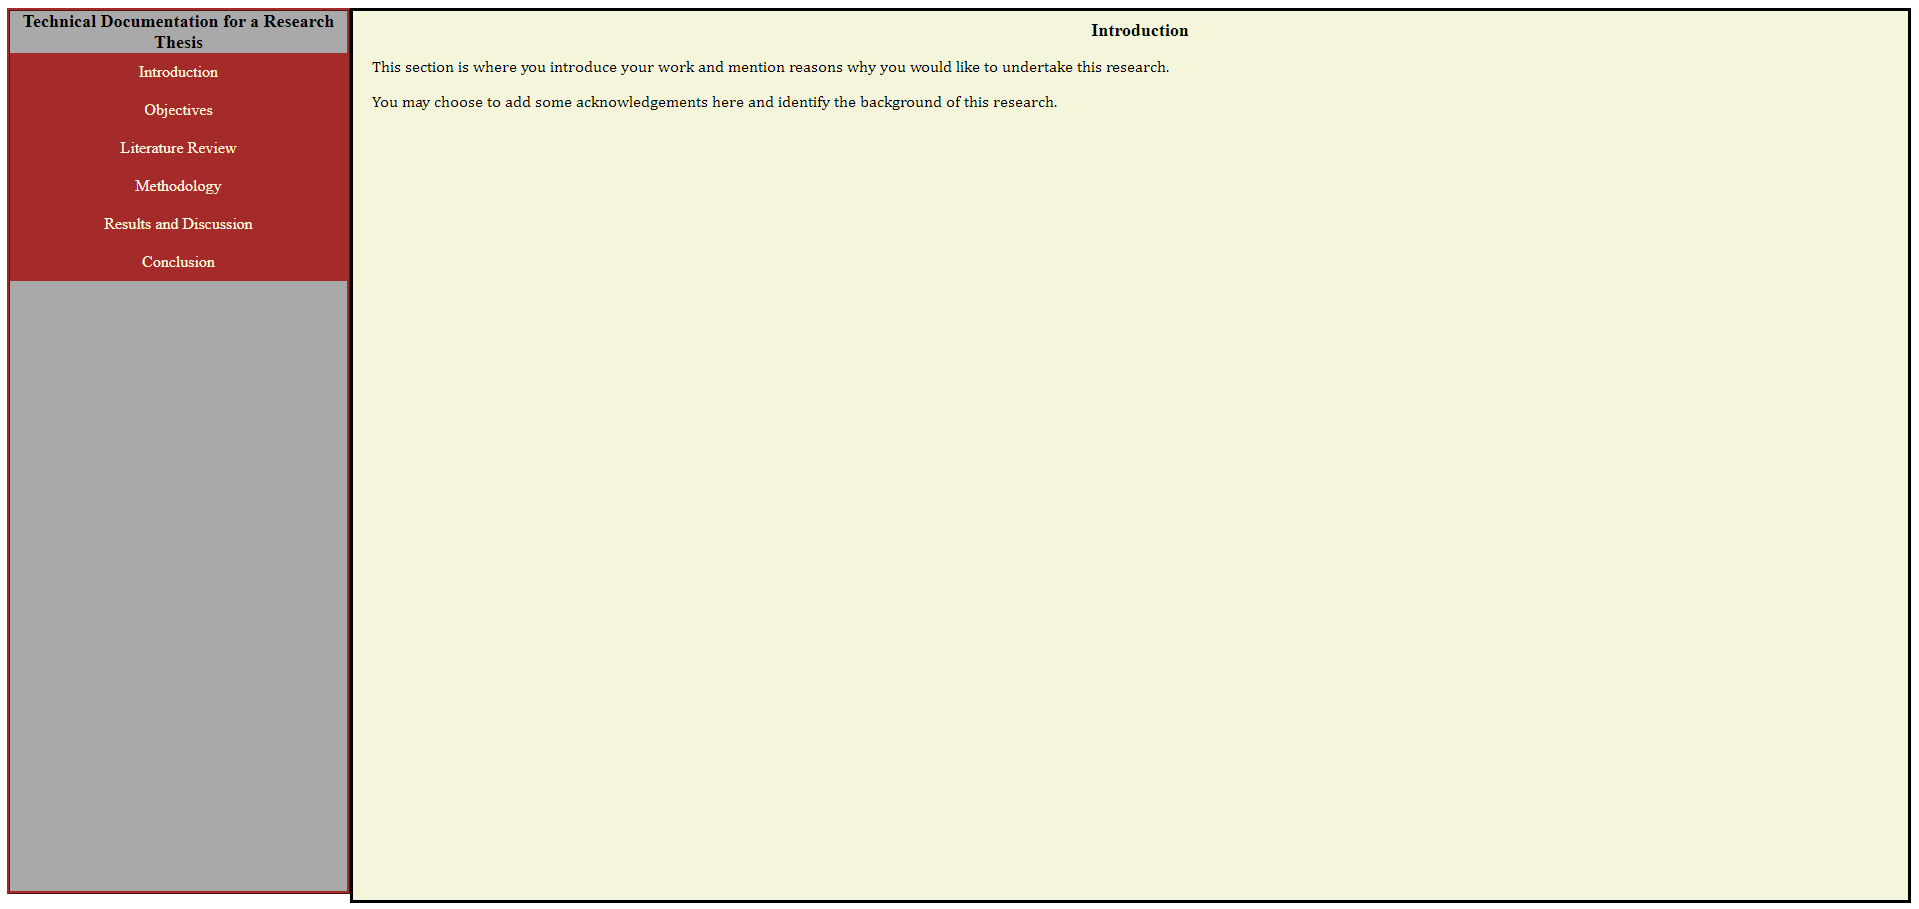 Technical Documentation for a Research
Thesis
Introduction
Objectives
Literature Review
Methodology
Results and Discussion
Conclusion
Introduction
This section is where you introduce your work and mention reasons why you would like to undertake this research.
You may choose to add some acknowledgements here and identify the background of this research.